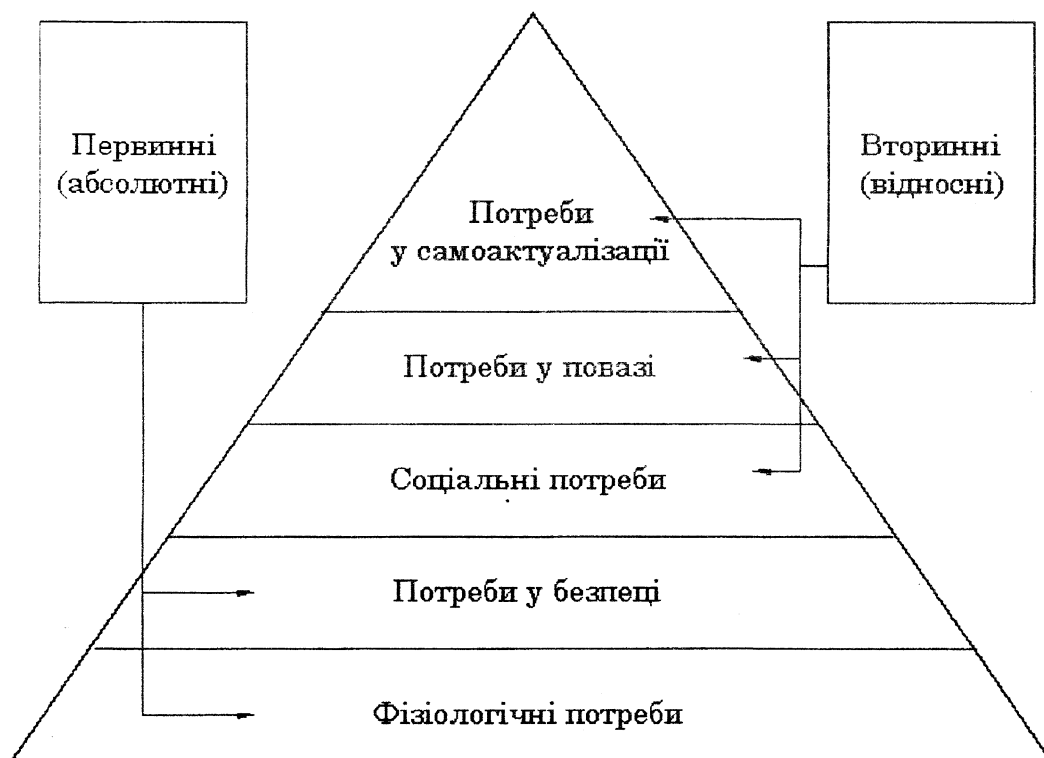 Первинні
(абсолютні)
Вторинні
(відносні)
Потреби
у самоактуалізації
Потреби у повазі
Соціальні потреби
Потреби у безпеці
Фізіологічні потреби